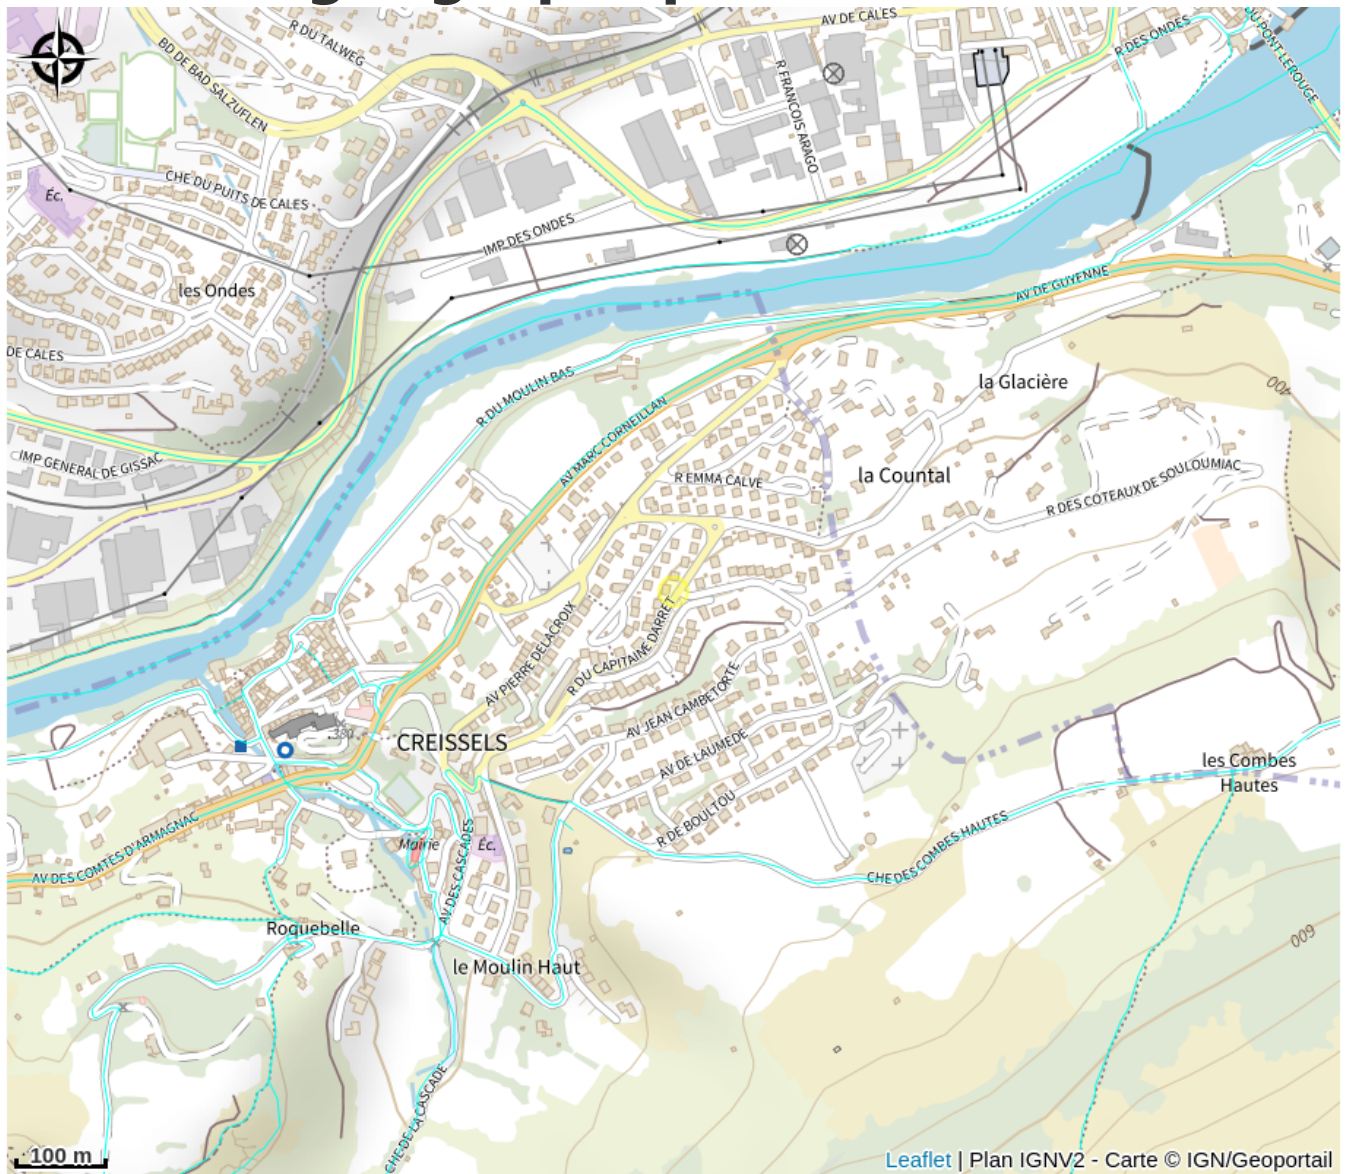 AV DE CALES
R DES ONDES
DU PONT LEROUGE
R DU TALWEG
BD DE BAD SALZUFLEN
R FRANCOIS ARAGO
Éc.
CHE DU PUITS DE CALES
IMP DES ONDES
les Ondes
AV DE GUYENNE
DE CALES
la Glacière
400
R DU MOULIN BAS
AV MARC CORNEILLAN
IMP GENERAL DE GISSAC
R EMMA CALVE
la Countal
R DES COTEAUX DE SOULOUMIAC
AV PIERRE DELACROIX
R DU CAPITAINE DARRET
AV JEAN CAMBETORTE
380
CREISSELS
AV DE LAUMEDE
les Combes
Hautes
R DE BOULTOU
AV DES COMTES D'ARMAGNAC
Mairie
Éc.
AV DES CASCADES
CHE DES COMBES HAUTES
Roquebelle
600
le Moulin Haut
CHE DE LA CASCADE
100 m
Leaflet | Plan IGNV2 - Carte © IGN/Geoportail